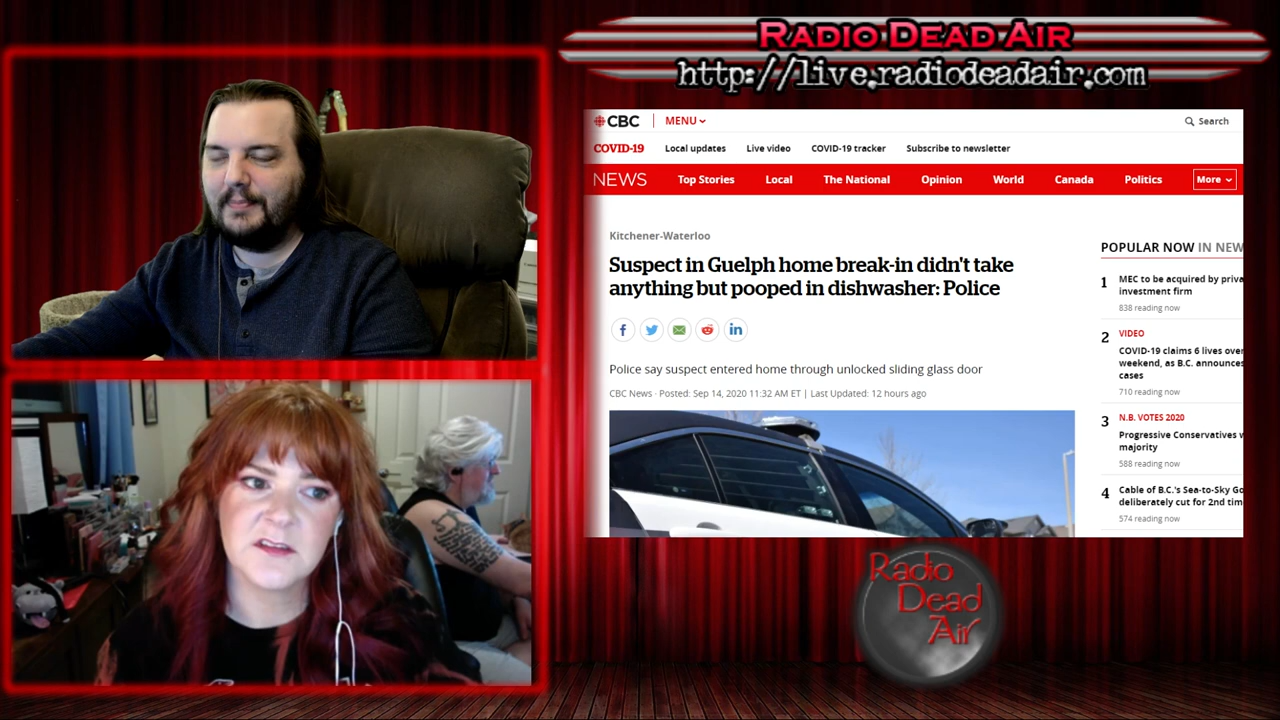 RADIO DEAD AIR
http://live.radiodeadair.com
CBC
MENU
Search
COVID-19
Local updates
Live video
COVID-19 tracker
Subscribe to newsletter
NEWS
Top Stories
Local
The National
Opinion
World
Canada
Politics
More
Kitchener-Waterloo
Suspect in Guelph home break-in didn't take
anything but pooped in dishwasher: Police
Police say suspect entered home through unlocked sliding glass door
CBC News · Posted: Sep 14, 2020 11:32 AM ET | Last Updated: 12 hours ago
POPULAR NOW IN NEW
1
MEC to be acquired by priva
investment firm
838 reading now
2
VIDEO
COVID-19 claims 6 lives over
weekend, as B.C. announces
cases
710 reading now
3
N.B. VOTES 2020
Progressive Conservatives w
majority
588 reading now
4
Cable of B.C.'s Sea-to-Sky Go
deliberately cut for 2nd tim
574 reading now
Radio
Dead
Air